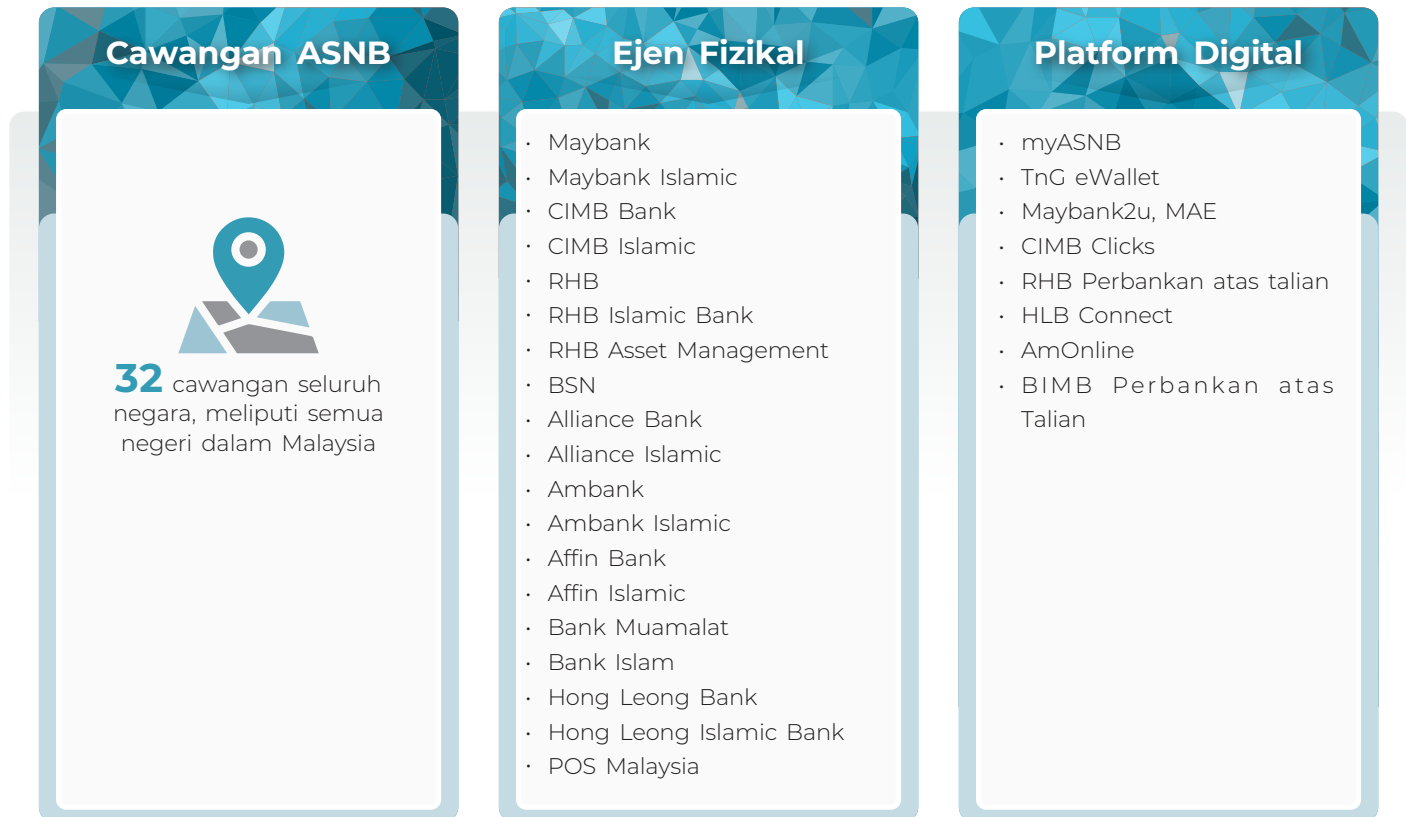 Cawangan ASNB
32 cawangan seluruh
negara, meliputi semua
negeri dalam Malaysia
Ejen Fizikal
• Maybank
• Maybank Islamic
• CIMB Bank
• CIMB Islamic
• RHB
• RHB Islamic Bank
• RHB Asset Management
• BSN
• Alliance Bank
• Alliance Islamic
• Ambank
• Ambank Islamic
• Affin Bank
• Affin Islamic
• Bank Muamalat
• Bank Islam
• Hong Leong Bank
• Hong Leong Islamic Bank
• POS Malaysia
Platform Digital
• myASNB
• TnG eWallet
• Maybank2u, MAE
• CIMB Clicks
• RHB Perbankan atas talian
• HLB Connect
• AmOnline
• BIMB Perbankan atas
Talian